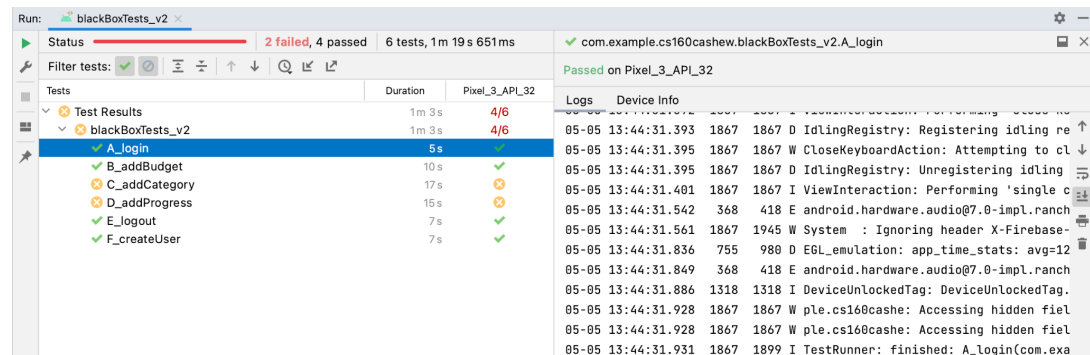 Run: blackBoxTests_v2
Status 2 failed, 4 passed 6 tests, 1 m 19 s 651 ms
Filter tests:
Tests Duration Pixel_3_API_32
Test Results 1 m 3 s 4/6
blackBoxTests_v2 1 m 3 s 4/6
A_login 5 s
B_addBudget 10 s
C_addCategory 17 s
D_addProgress 15 s
E_logout 7 s
F_createUser 7 s
com.example.cs160cashew.blackBoxTests_v2.A_login
Passed on Pixel_3_API_32
Logs Device Info
05-05 13:44:31.393 1867 1867 D IdlingRegistry: Registering idling re
05-05 13:44:31.395 1867 1867 W CloseKeyboardAction: Attempting to cl
05-05 13:44:31.395 1867 1867 D IdlingRegistry: Unregistering idling
05-05 13:44:31.401 1867 1867 I ViewInteraction: Performing 'single c
05-05 13:44:31.542 368 418 E android.hardware.audio@7.0-impl.ranch
05-05 13:44:31.561 1867 1945 W System : Ignoring header X-Firebase-
05-05 13:44:31.836 755 980 D EGL_emulation: app_time_stats: avg=12
05-05 13:44:31.849 368 418 E android.hardware.audio@7.0-impl.ranch
05-05 13:44:31.886 1318 1318 I DeviceUnlockedTag: DeviceUnlockedTag.
05-05 13:44:31.928 1867 1867 W ple.cs160cashe: Accessing hidden fiel
05-05 13:44:31.928 1867 1867 W ple.cs160cashe: Accessing hidden fiel
05-05 13:44:31.931 1867 1899 I TestRunner: finished: A_login(com.exa